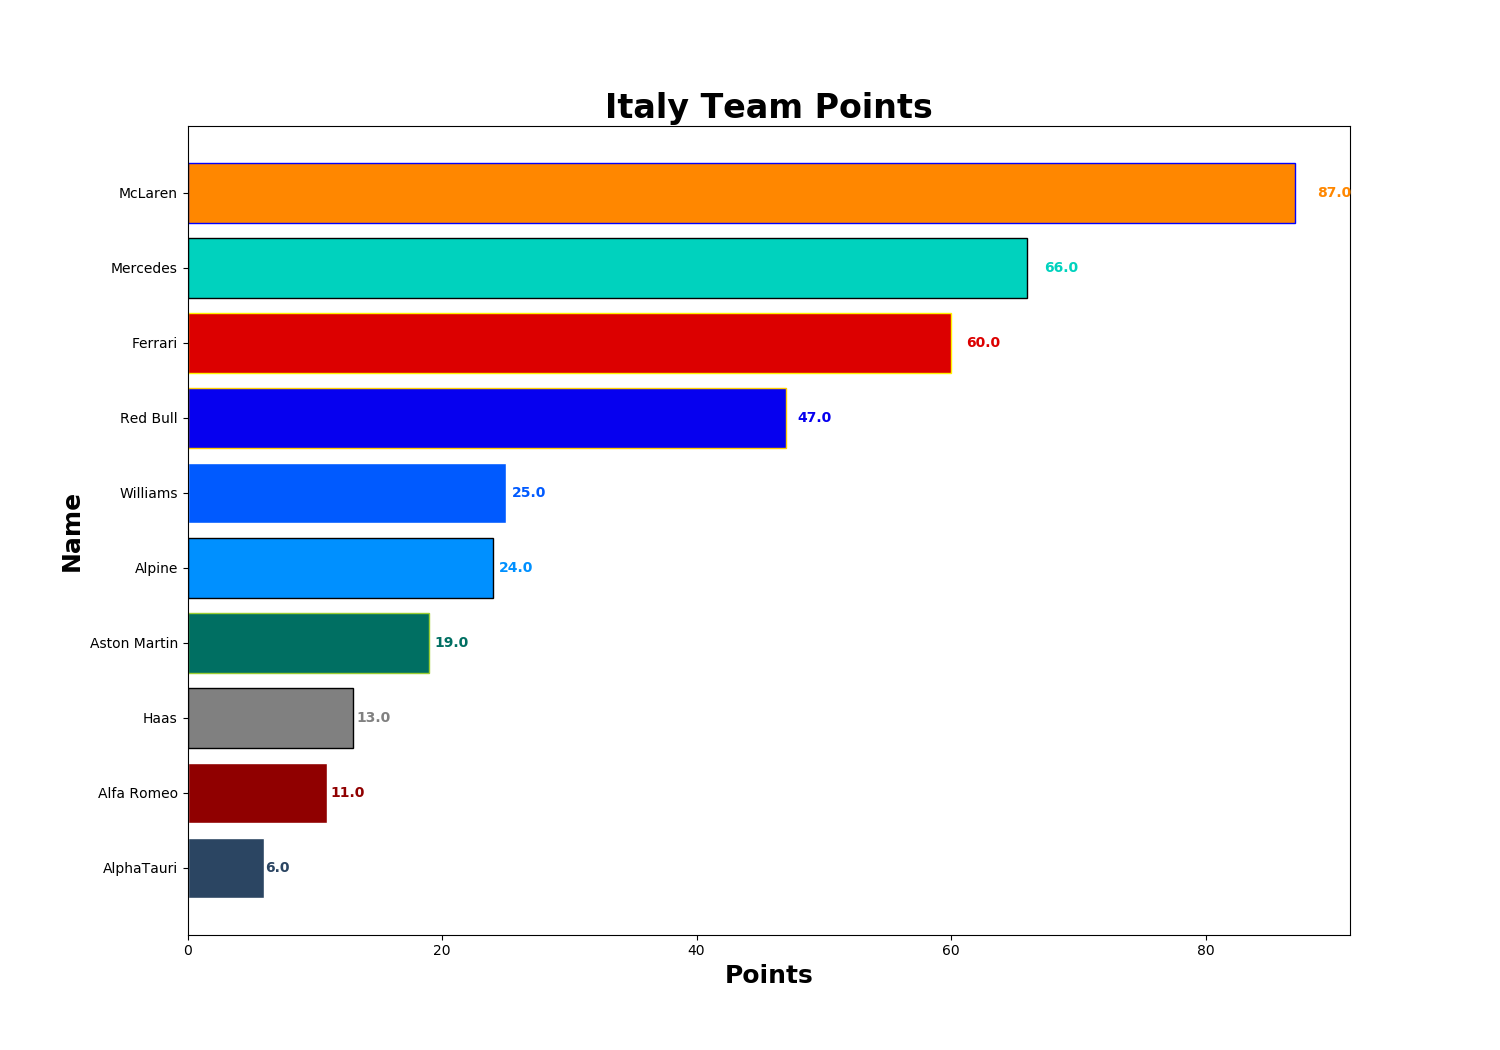 Italy Team Points
McLaren 87.0
Mercedes 66.0
Ferrari 60.0
Red Bull 47.0
Williams 25.0
Alpine 24.0
Aston Martin 19.0
Haas 13.0
Alfa Romeo 11.0
AlphaTauri 6.0
0 20 40 60 80
Points
Name